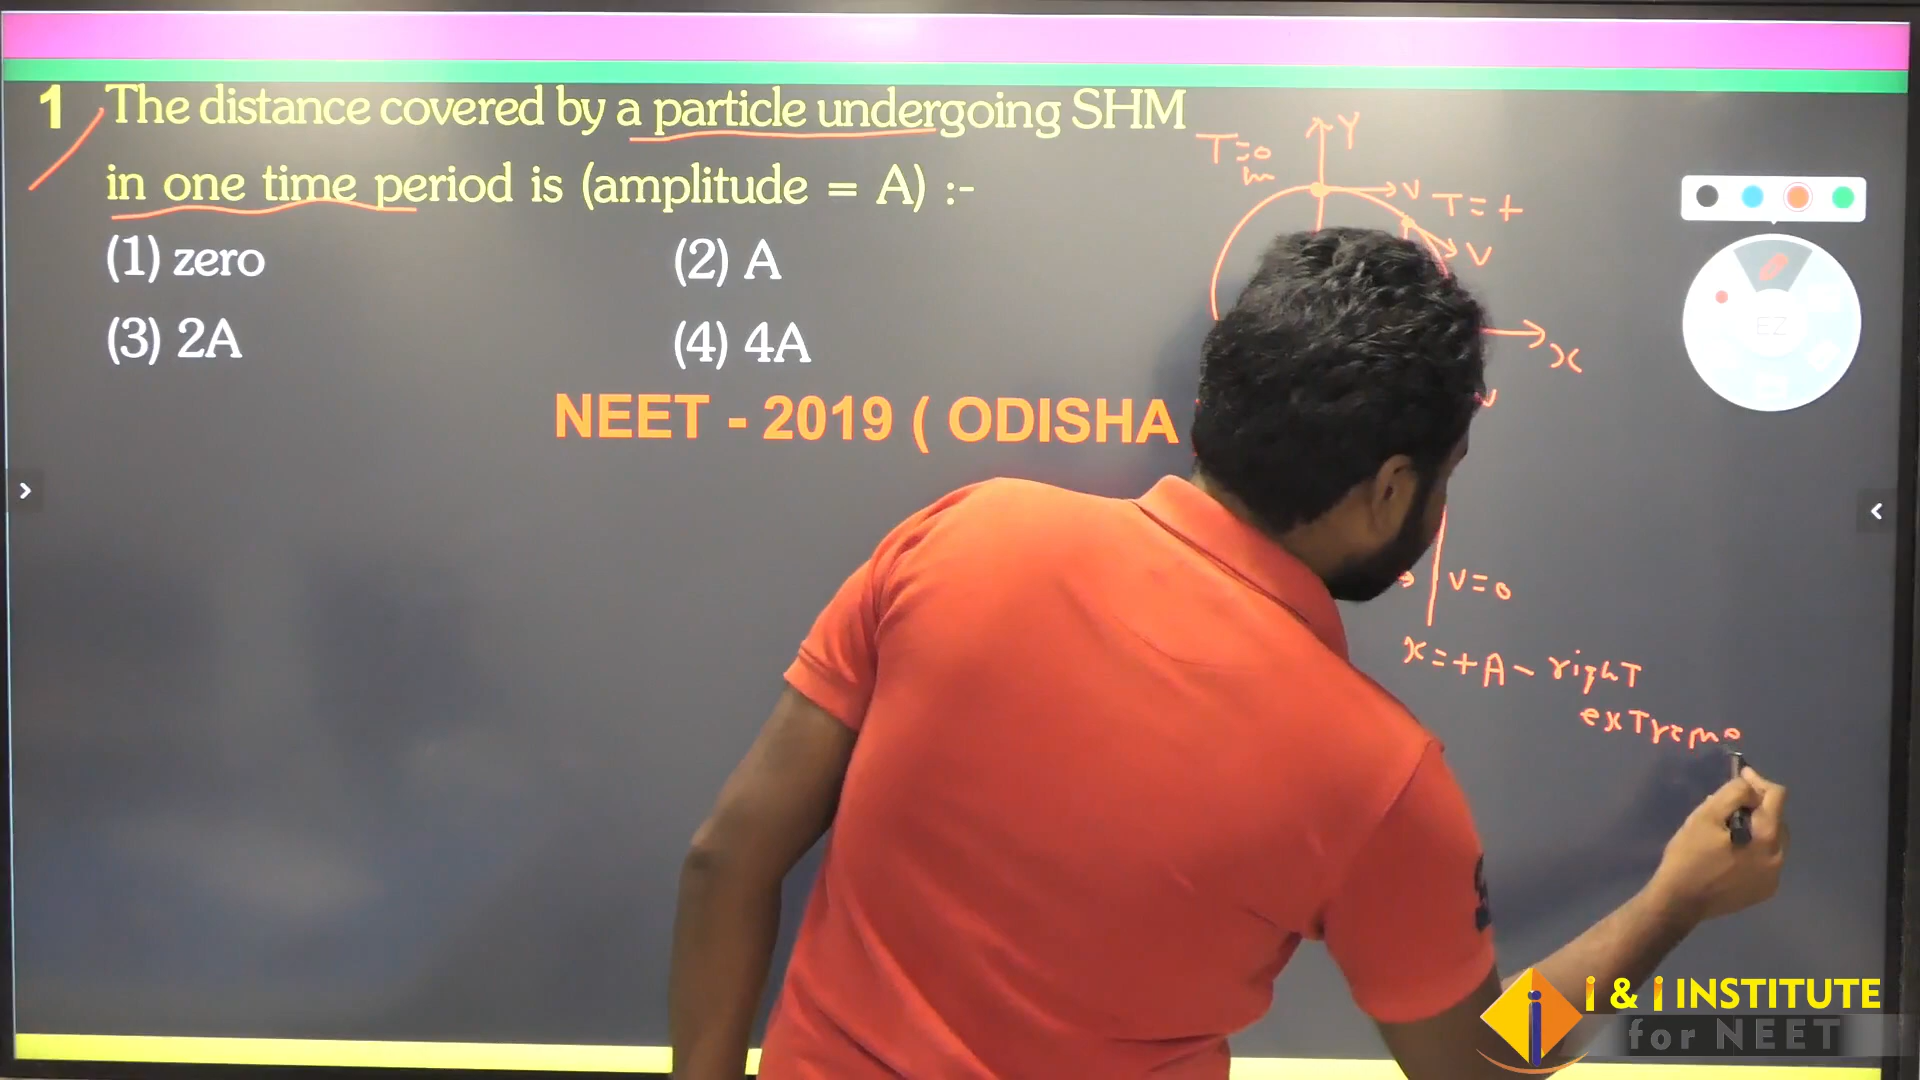 1 The distance covered by a particle undergoing SHM
in one time period is (amplitude = A) :-
(1) zero
(2) A
(3) 2A
(4) 4A
NEET - 2019 ( ODISHA
Y
T=0
V
T=t
V
x
EZ
V=0
x=+A - right
extreme
i & i INSTITUTE
for NEET